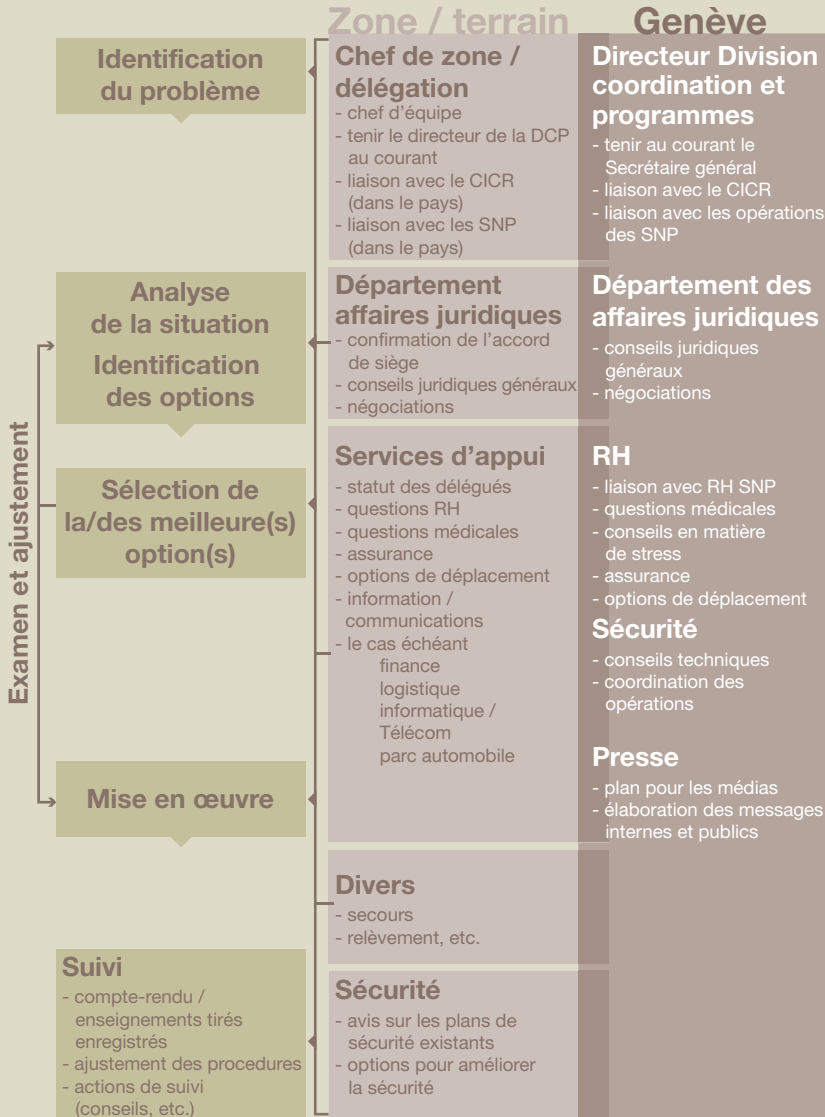 Zone / terrain
Genève
Examen et ajustement
Identification
du problème
Analyse
de la situation
Identification
des options
Sélection de
la/des meilleure(s)
option(s)
Mise en œuvre
Suivi
- compte-rendu /
enseignements tirés
enregistrés
- ajustement des procedures
- actions de suivi
(conseils, etc.)
Chef de zone /
délégation
- chef d'équipe
- tenir le directeur de la DCP
au courant
- liaison avec le CICR
(dans le pays)
- liaison avec les SNP
(dans le pays)
Département
affaires juridiques
- confirmation de l'accord
de siège
- conseils juridiques généraux
- négociations
Services d'appui
- statut des délégués
- questions RH
- questions médicales
- assurance
- options de déplacement
- information /
communications
- le cas échéant
finance
logistique
informatique /
Télécom
parc automobile
Divers
- secours
- relèvement, etc.
Sécurité
- avis sur les plans de
sécurité existants
- options pour améliorer
la sécurité
Directeur Division
coordination et
programmes
- tenir au courant le
Secrétaire général
- liaison avec le CICR
- liaison avec les opérations
des SNP
Département des
affaires juridiques
- conseils juridiques
généraux
- négociations
RH
- liaison avec RH SNP
- questions médicales
- conseils en matière
de stress
- assurance
- options de déplacement
Sécurité
- conseils techniques
- coordination des
opérations
Presse
- plan pour les médias
- élaboration des messages
internes et publics